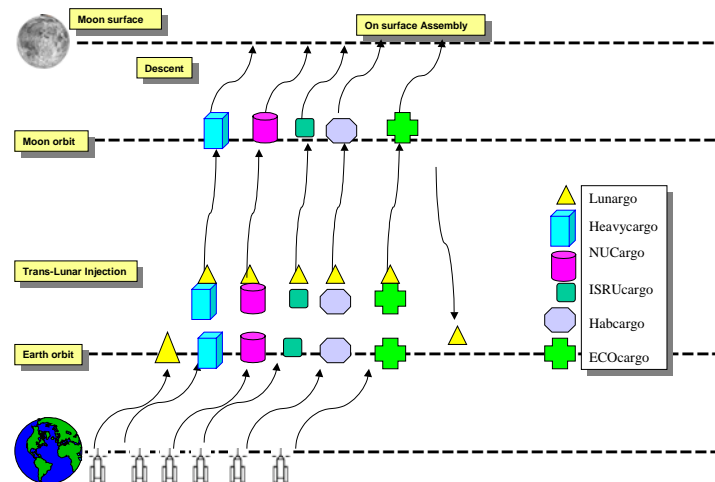 Moon surface
On surface Assembly
Descent
Moon orbit
Lunargo
Heavycargo
NUCargo
Trans-Lunar Injection
ISRUcargo
Habcargo
Earth orbit
ECOcargo